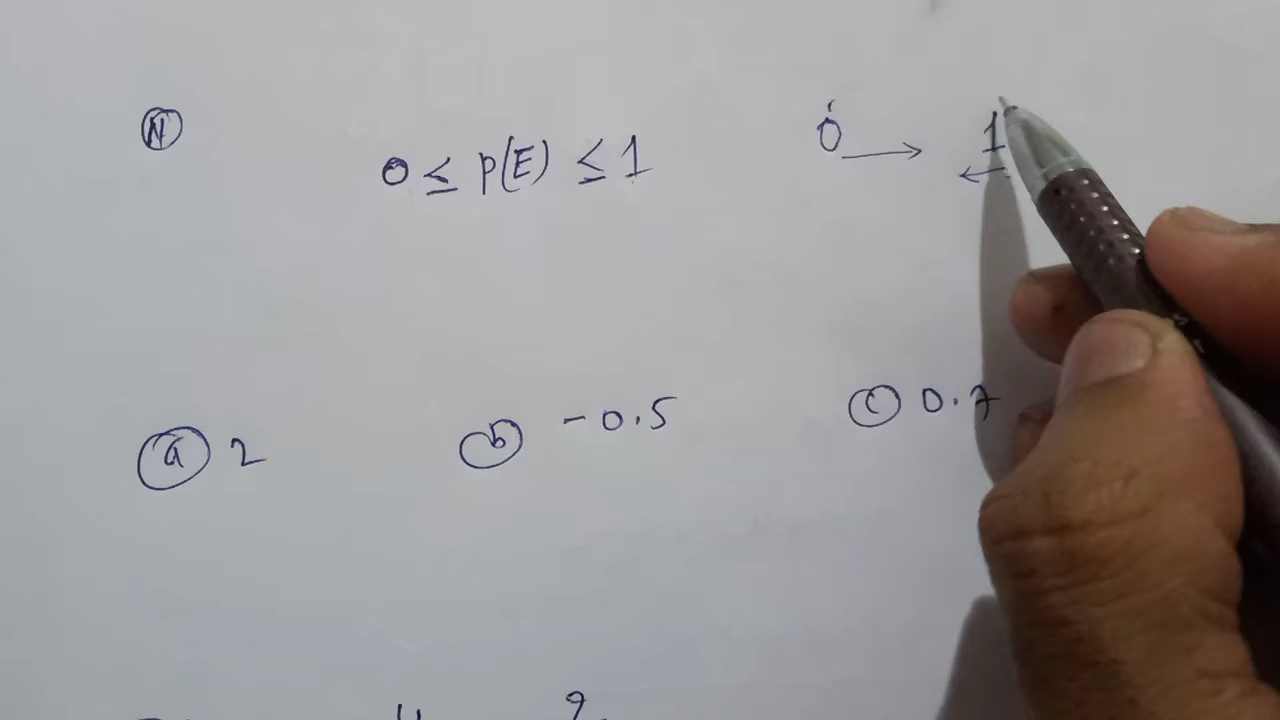 N
0 ≤ P(E) ≤ 1
0 → 1 ←
a 2
b -0.5
c 0.7